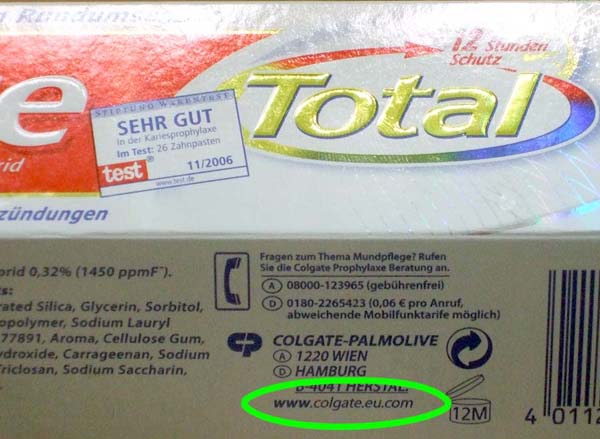 12 Stunden
Schutz
e Total
STIFTUNG WARENTEST
SEHR GUT
In der Kariesprophylaxe
Im Test: 26 Zahnpasten
test® 11/2006
www.test.de
rid
zündungen
Fragen zum Thema Mundpflege? Rufen
Sie die Colgate Prophylaxe Beratung an.
Ⓐ 08000-123965 (gebührenfrei)
Ⓓ 0180-2265423 (0,06 € pro Anruf,
abweichende Mobilfunktarife möglich)
orid 0,32% (1450 ppmF⁻).
s:
rated Silica, Glycerin, Sorbitol,
opolymer, Sodium Lauryl
77891, Aroma, Cellulose Gum,
ydroxide, Carrageenan, Sodium
Triclosan, Sodium Saccharin,
CP COLGATE-PALMOLIVE
Ⓐ 1220 WIEN
Ⓓ HAMBURG
B-4041 HERSTAL
www.colgate.eu.com
12M
4 0112